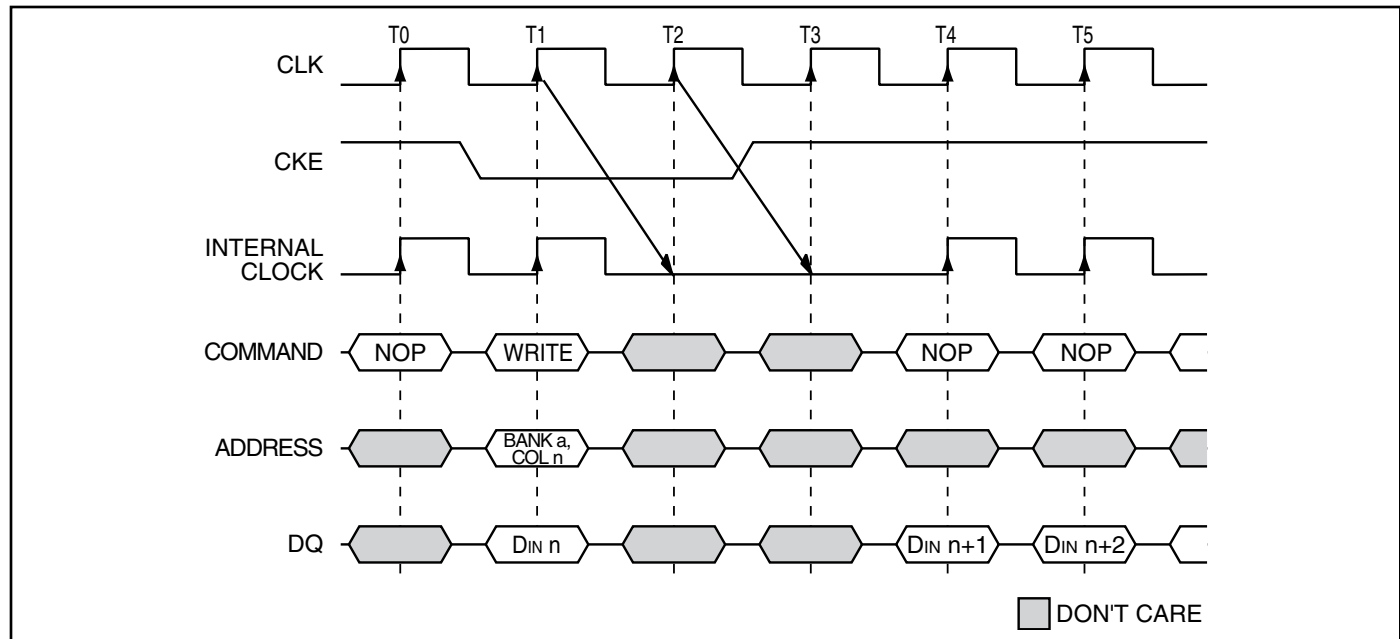 T0 T1 T2 T3 T4 T5
CLK
CKE
INTERNAL
CLOCK
COMMAND NOP WRITE NOP NOP
ADDRESS BANK a,
COL n
DQ DIN n DIN n+1 DIN n+2
DON'T CARE